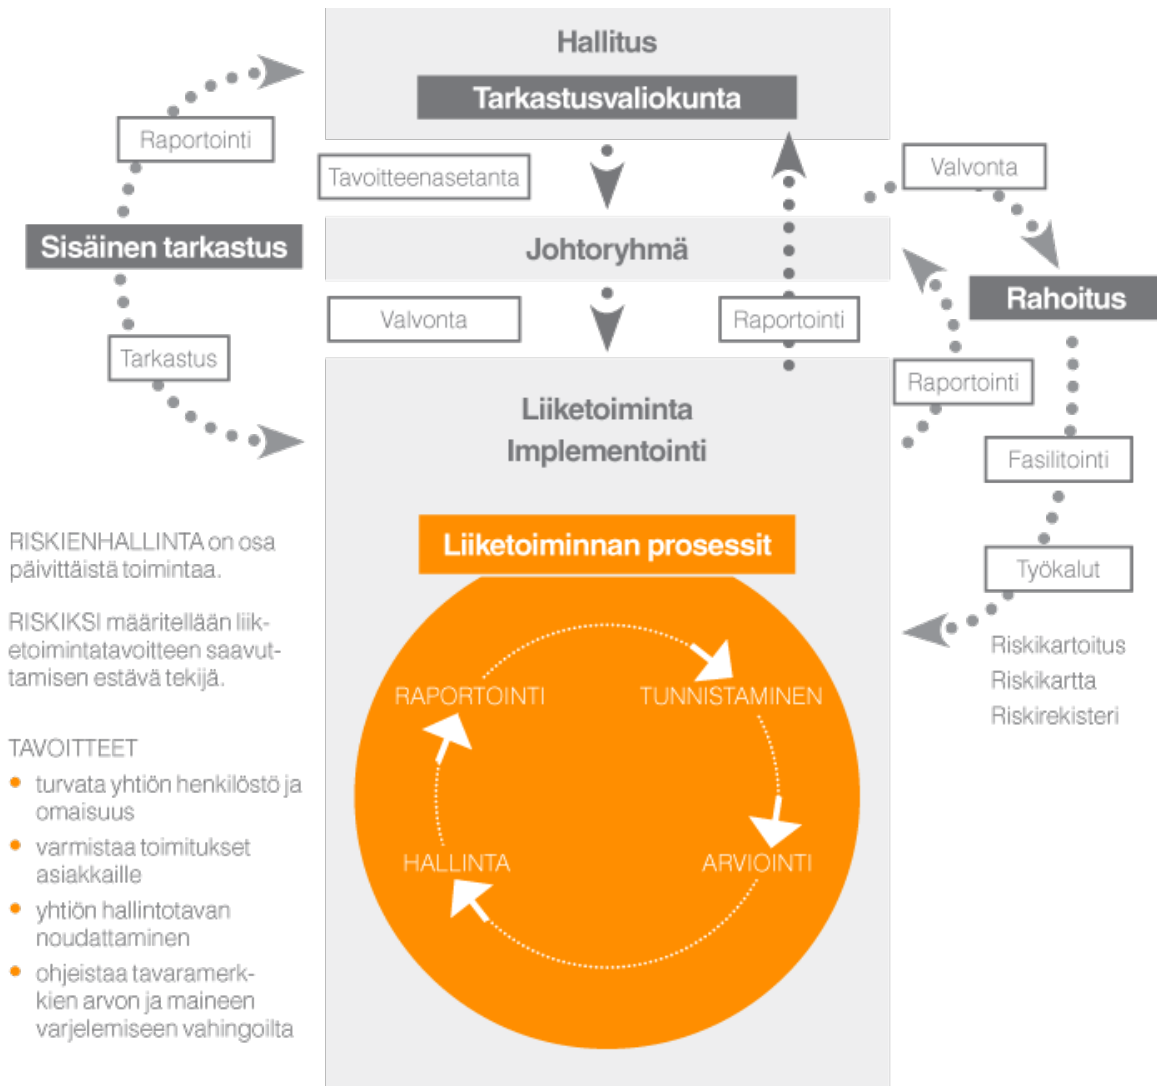 Hallitus
Tarkastusvaliokunta
Raportointi
Tavoitteenasetanta
Valvonta
Sisäinen tarkastus
Johtoryhmä
Rahoitus
Valvonta
Raportointi
Tarkastus
Raportointi
Liiketoiminta
Implementointi
Fasilitointi
Työkalut
Riskikartoitus
Riskikartta
Riskirekisteri
Liiketoiminnan prosessit
RAPORTOINTI
TUNNISTAMINEN
HALLINTA
ARVIOINTI
RISKIENHALLINTA on osa
päivittäistä toimintaa.
RISKIKSI määritellään liik-
etoimintatavoitteen saavut-
tamisen estävä tekijä.
TAVOITTEET
• turvata yhtiön henkilöstö ja
omaisuus
• varmistaa toimitukset
asiakkaille
• yhtiön hallintotavan
noudattaminen
• ohjeistaa tavaramerk-
kien arvon ja maineen
varjelemiseen vahingoilta